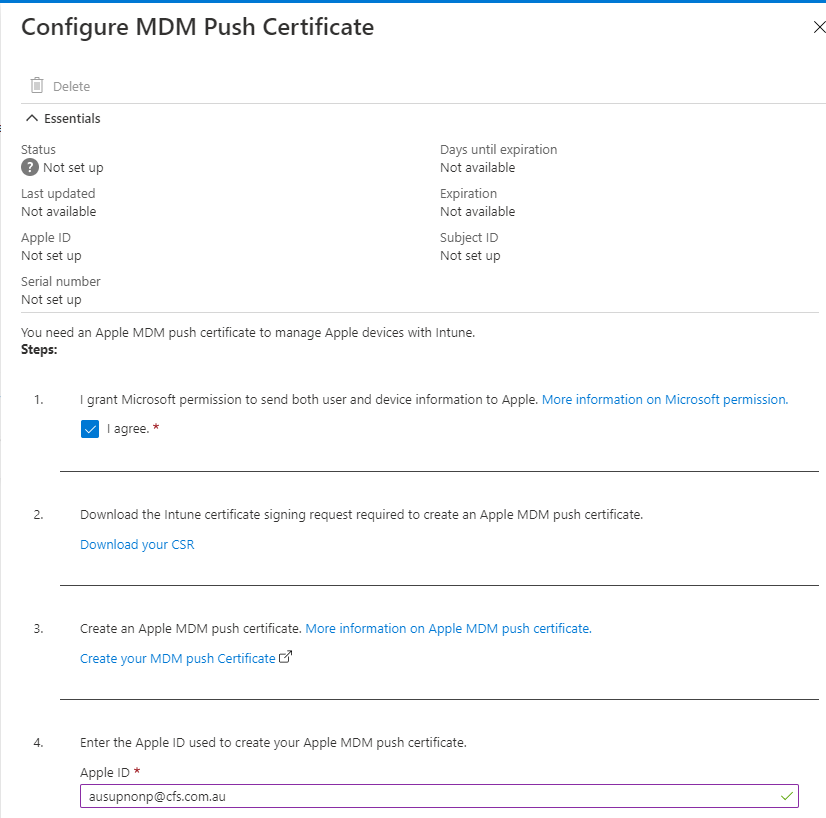 Configure MDM Push Certificate
Delete
Essentials
Status
Not set up
Days until expiration
Not available
Last updated
Not available
Expiration
Not available
Apple ID
Not set up
Subject ID
Not set up
Serial number
Not set up
You need an Apple MDM push certificate to manage Apple devices with Intune.
Steps:
1. I grant Microsoft permission to send both user and device information to Apple. More information on Microsoft permission.
I agree. *
2. Download the Intune certificate signing request required to create an Apple MDM push certificate.
Download your CSR
3. Create an Apple MDM push certificate. More information on Apple MDM push certificate.
Create your MDM push Certificate
4. Enter the Apple ID used to create your Apple MDM push certificate.
Apple ID *
ausupnonp@cfs.com.au